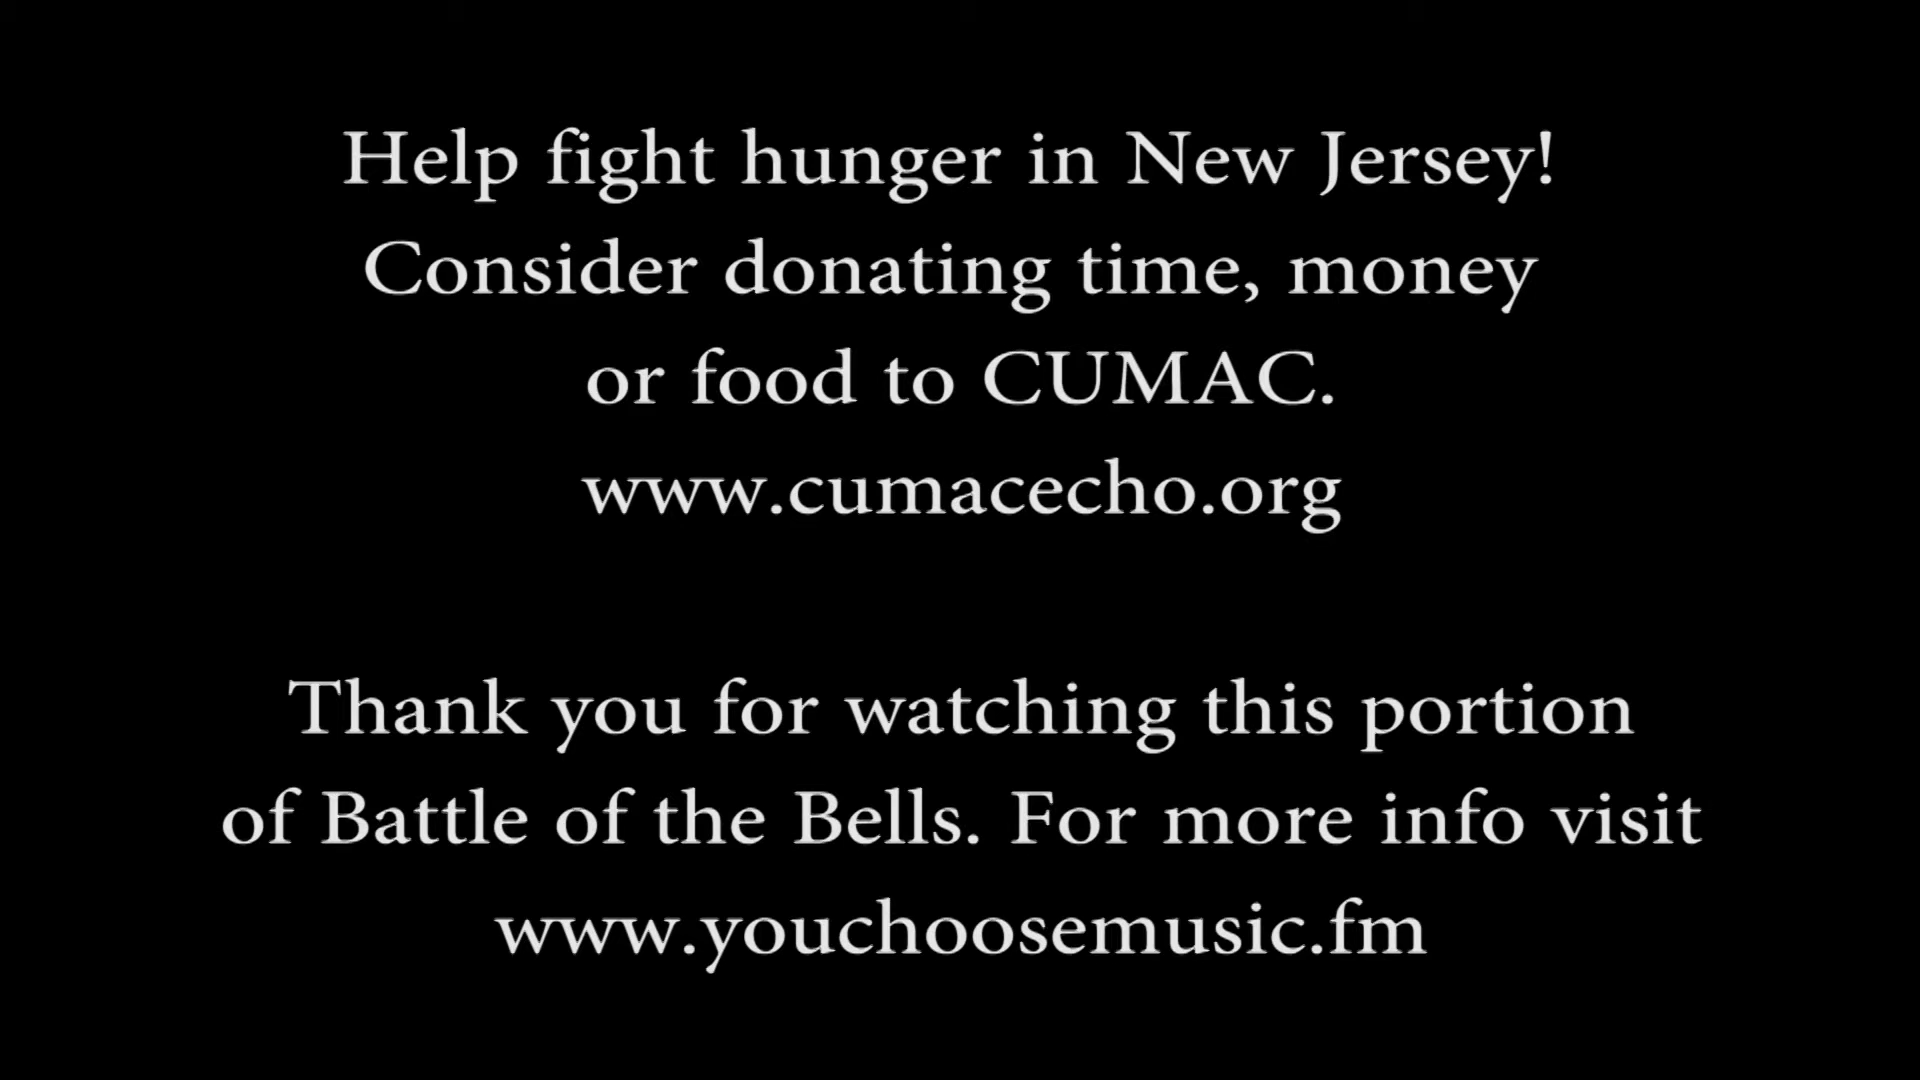 Help fight hunger in New Jersey!
Consider donating time, money
or food to CUMAC.
www.cumacecho.org
Thank you for watching this portion
of Battle of the Bells. For more info visit
www.youchoosemusic.fm